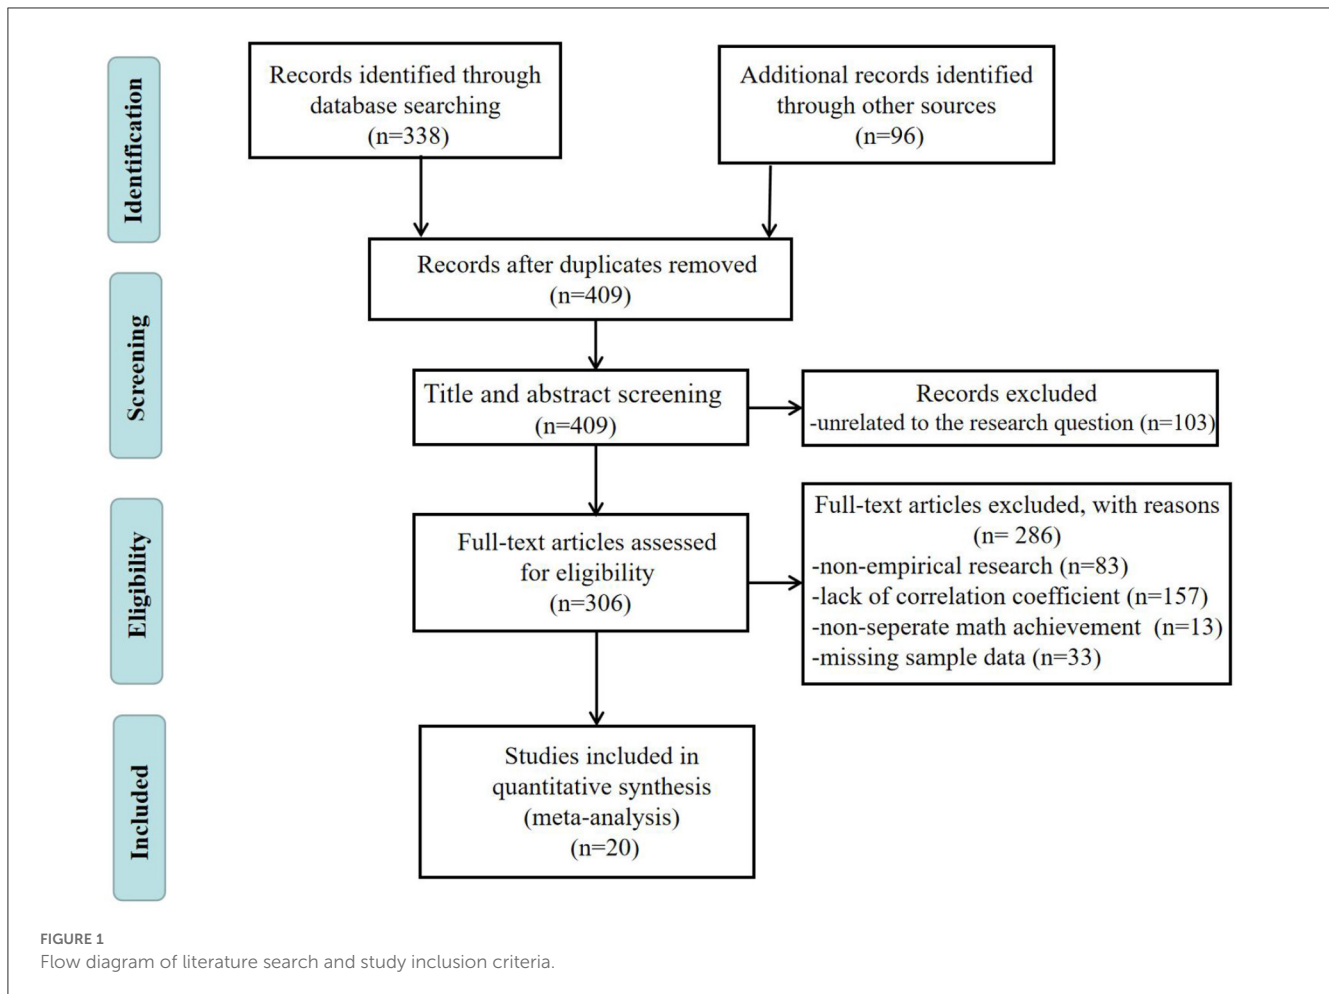 Identification
Records identified through
database searching
(n=338)
Additional records identified
through other sources
(n=96)
Records after duplicates removed
(n=409)
Screening
Title and abstract screening
(n=409)
Records excluded
-unrelated to the research question (n=103)
Eligibility
Full-text articles assessed
for eligibility
(n=306)
Full-text articles excluded, with reasons
(n= 286)
-non-empirical research (n=83)
-lack of correlation coefficient (n=157)
-non-seperate math achievement (n=13)
-missing sample data (n=33)
Included
Studies included in
quantitative synthesis
(meta-analysis)
(n=20)
FIGURE 1
Flow diagram of literature search and study inclusion criteria.